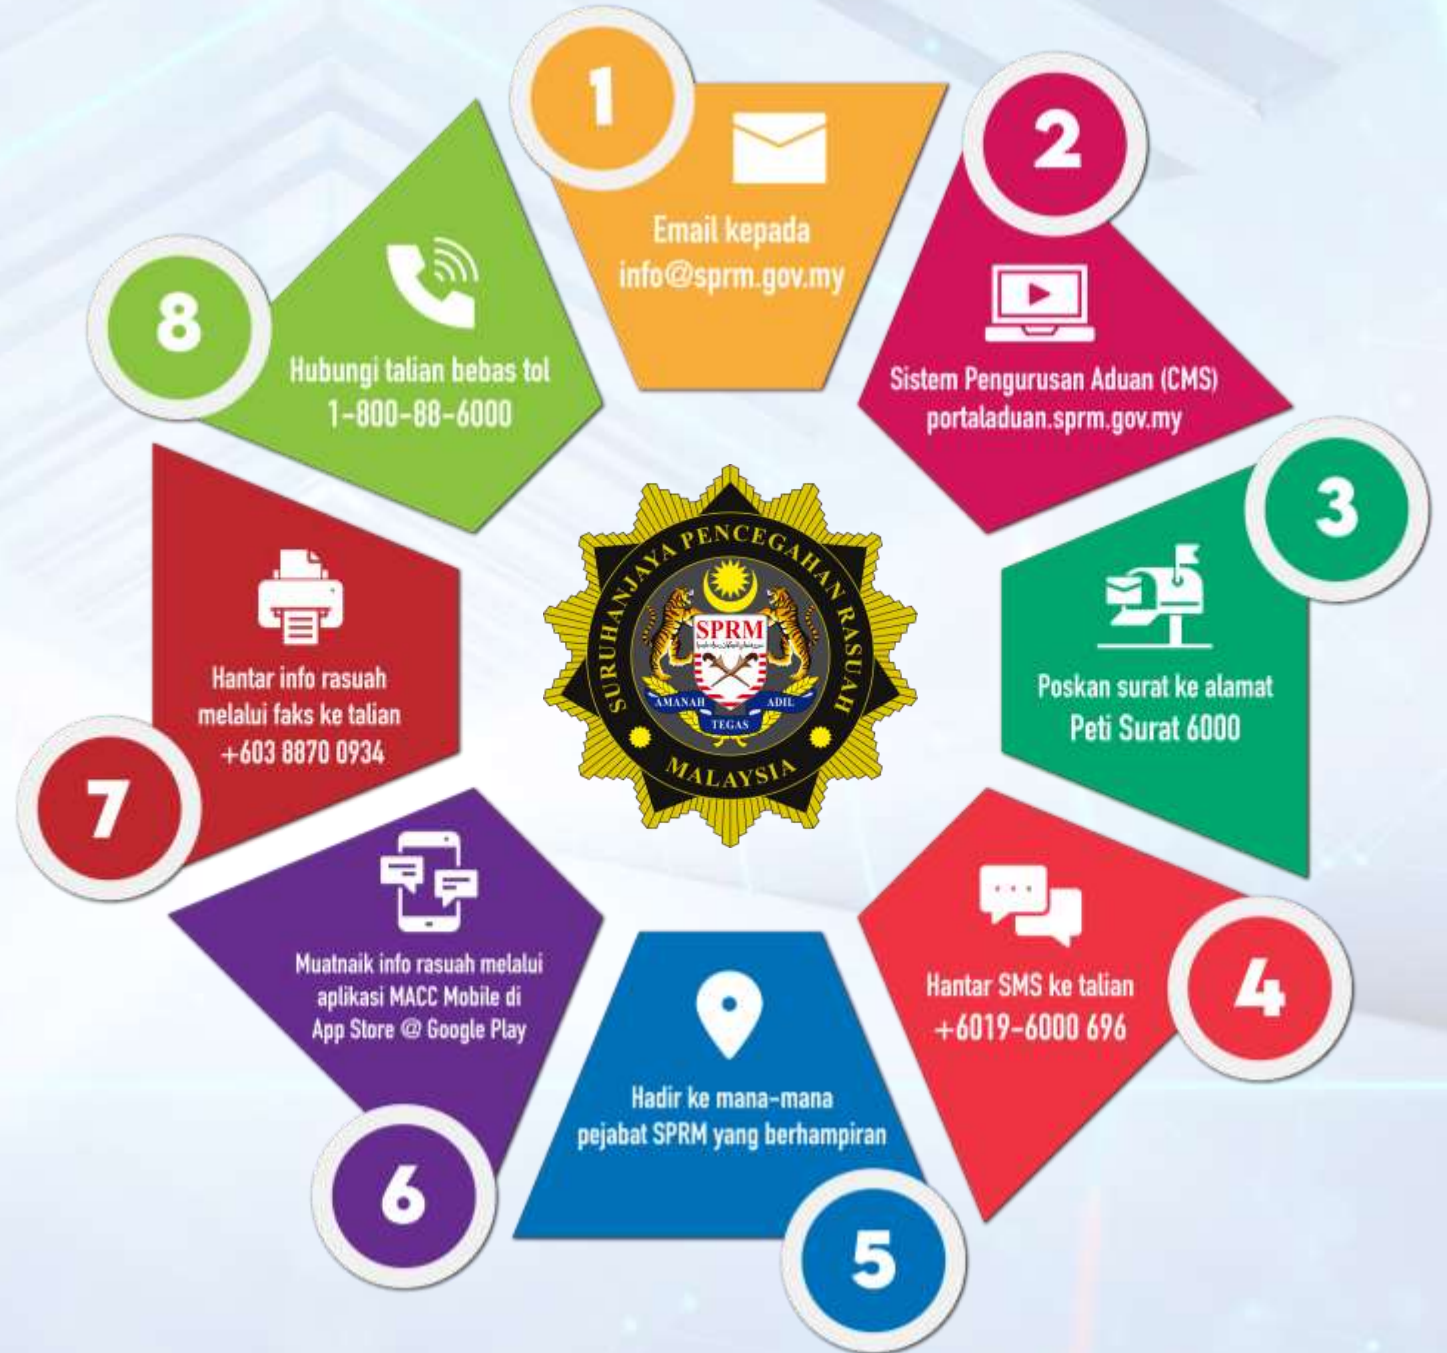 1
Email kepada
info@sprm.gov.my
2
Sistem Pengurusan Aduan (CMS)
portaladuan.sprm.gov.my
3
Poskan surat ke alamat
Peti Surat 6000
4
Hantar SMS ke talian
+6019-6000 696
5
Hadir ke mana-mana
pejabat SPRM yang berhampiran
6
Muatnaik info rasuah melalui
aplikasi MACC Mobile di
App Store @ Google Play
7
Hantar info rasuah
melalui faks ke talian
+603 8870 0934
8
Hubungi talian bebas tol
1-800-88-6000
SURUHANJAYA PENCEGAHAN RASUAH
SPRM
AMANAH
TEGAS
ADIL
MALAYSIA